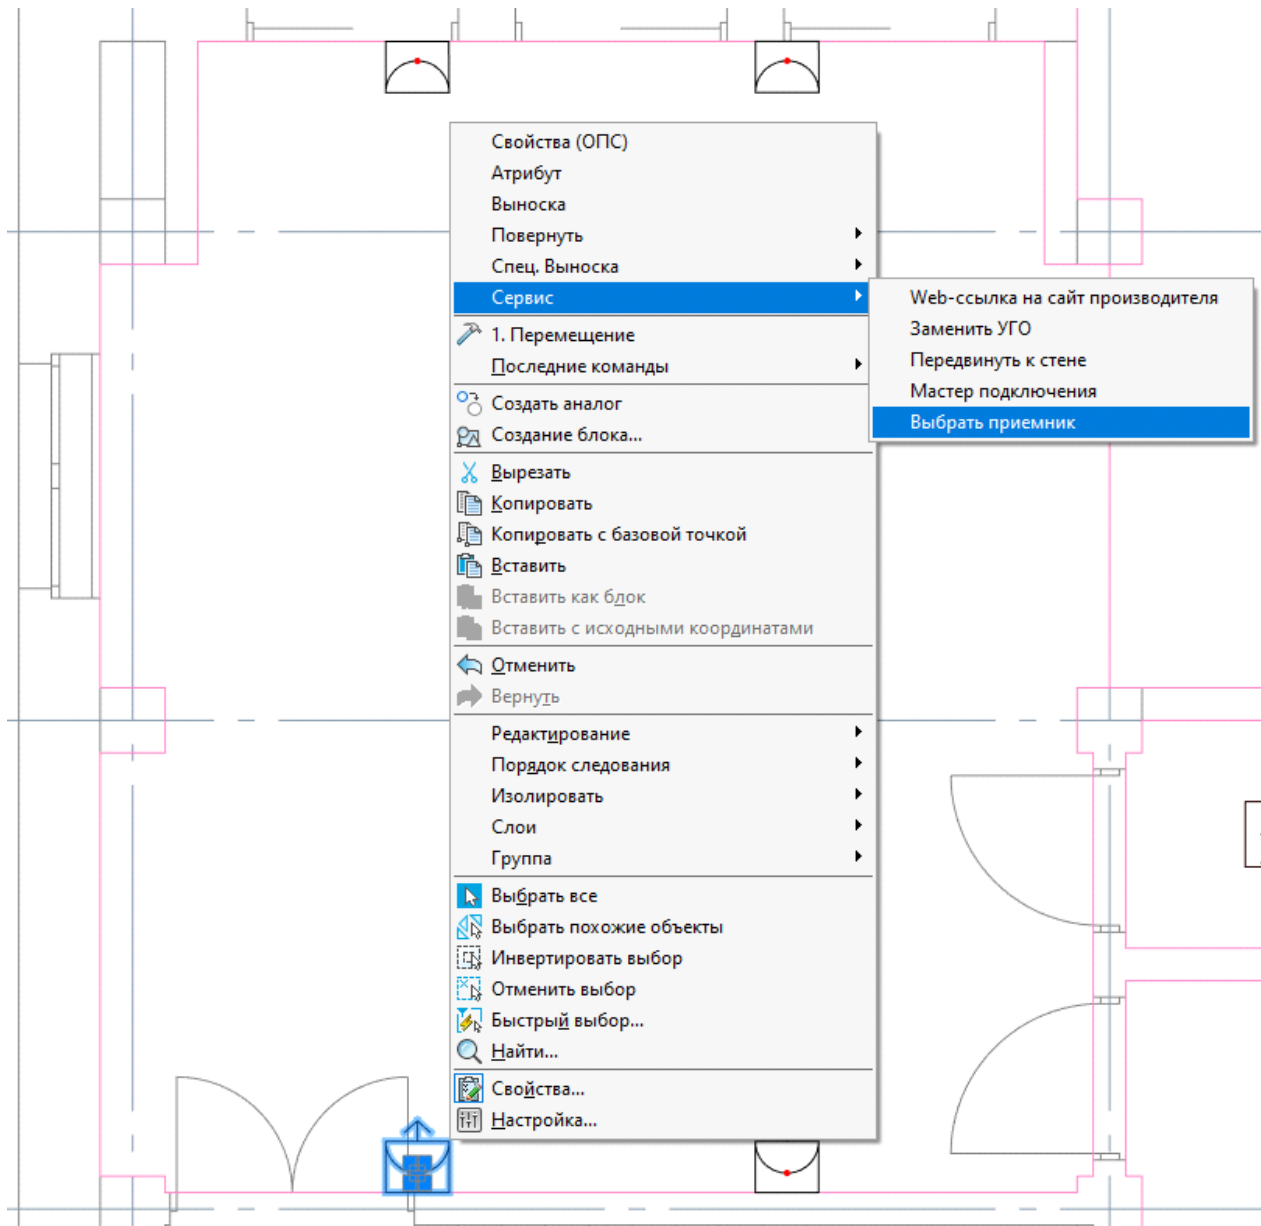 Свойства (ОПС)
Атрибут
Выноска
Повернуть
Спец. Выноска
Сервис
Web-ссылка на сайт производителя
Заменить УГО
Передвинуть к стене
Мастер подключения
Выбрать приемник
1. Перемещение
Последние команды
Создать аналог
Создание блока...
Вырезать
Копировать
Копировать с базовой точкой
Вставить
Вставить как блок
Вставить с исходными координатами
Отменить
Вернуть
Редактирование
Порядок следования
Изолировать
Слои
Группа
Выбрать все
Выбрать похожие объекты
Инвертировать выбор
Отменить выбор
Быстрый выбор...
Найти...
Свойства...
Настройка...